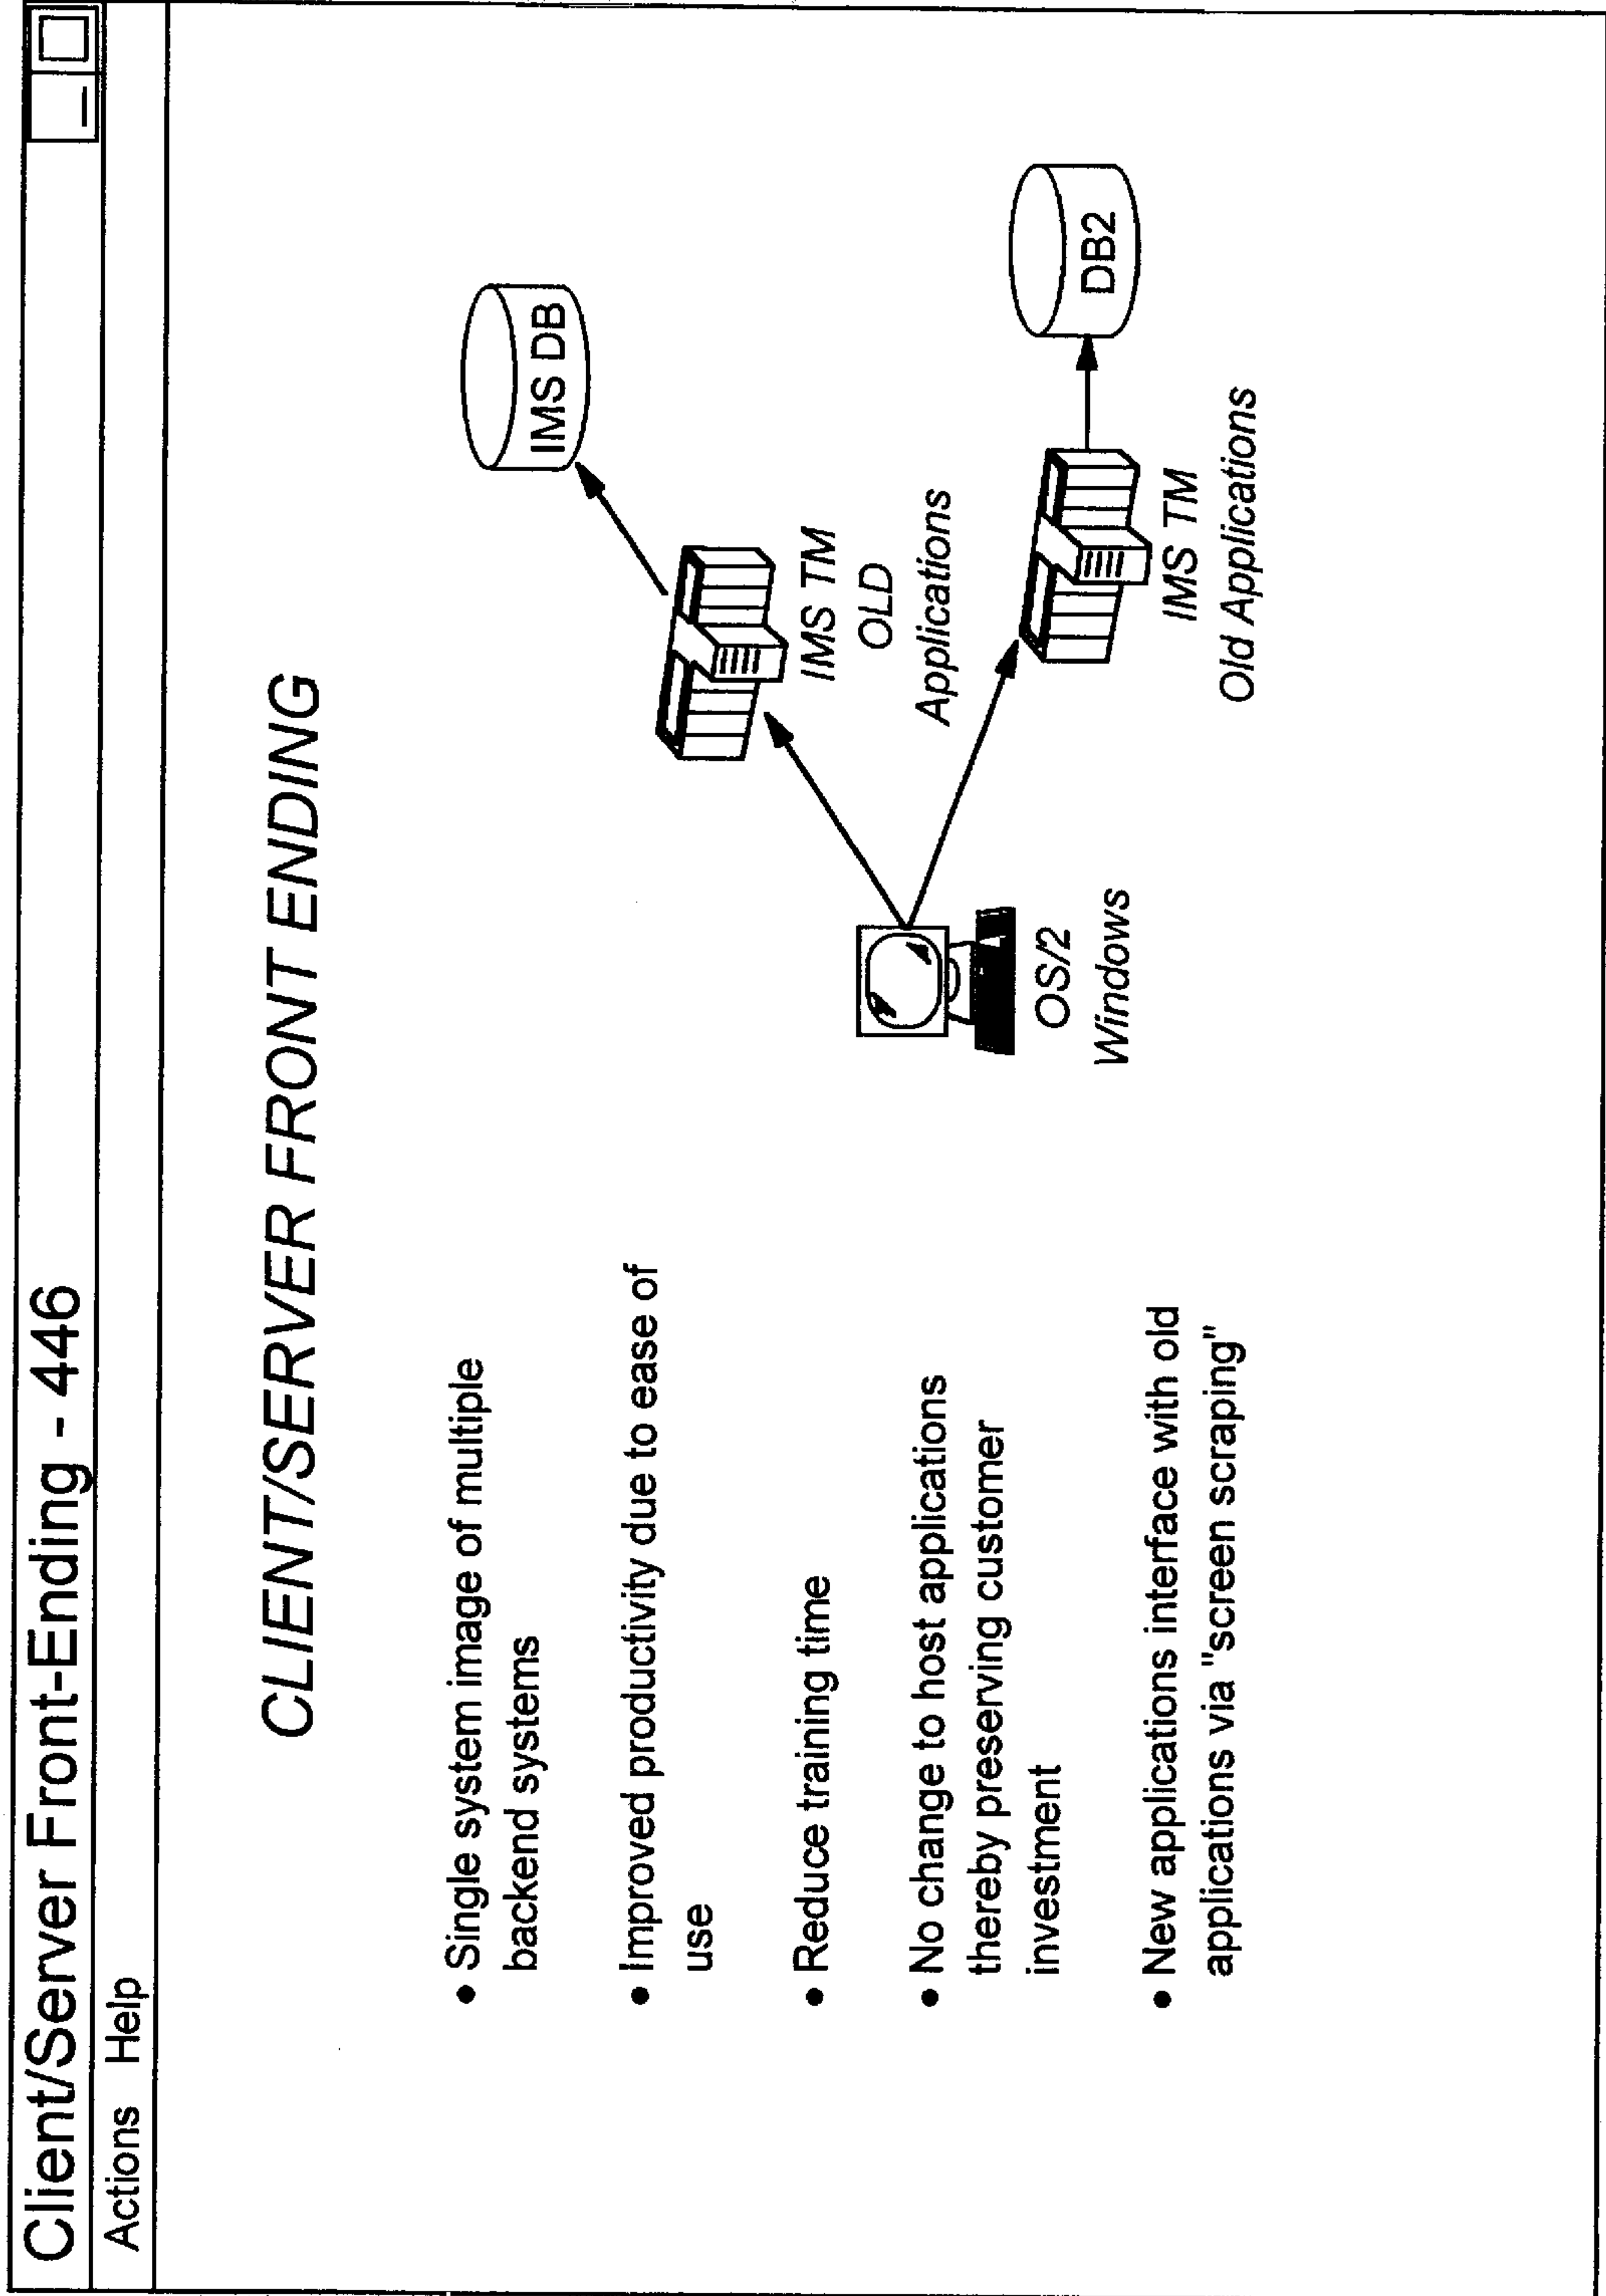 Client/Server Front-Ending - 446
Actions Help
CLIENT/SERVER FRONT ENDING
• Single system image of multiple
backend systems
• Improved productivity due to ease of
use
• Reduce training time
• No change to host applications
thereby preserving customer
investment
• New applications interface with old
applications via "screen scraping"
OS/2
Windows
IMS TM
OLD
Applications
IMS DB
IMS TM
Old Applications
DB2